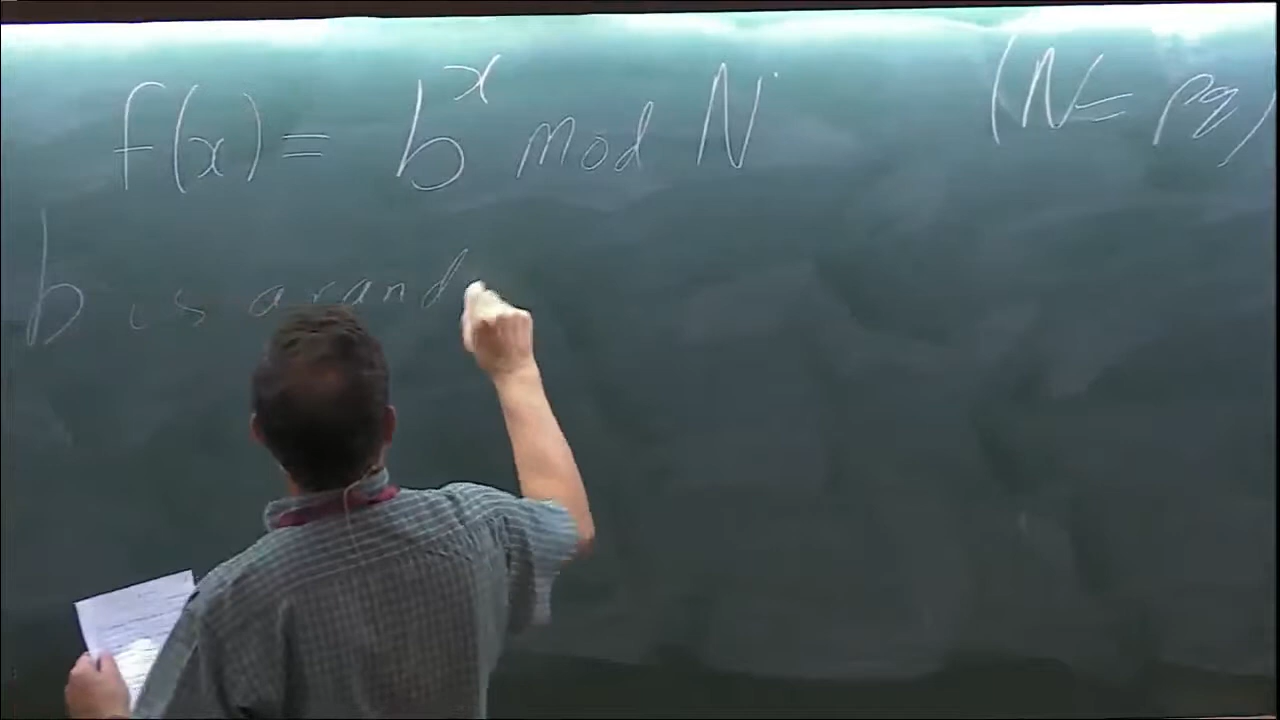 f(x) = b^x mod N (N = pq)
b is a rand